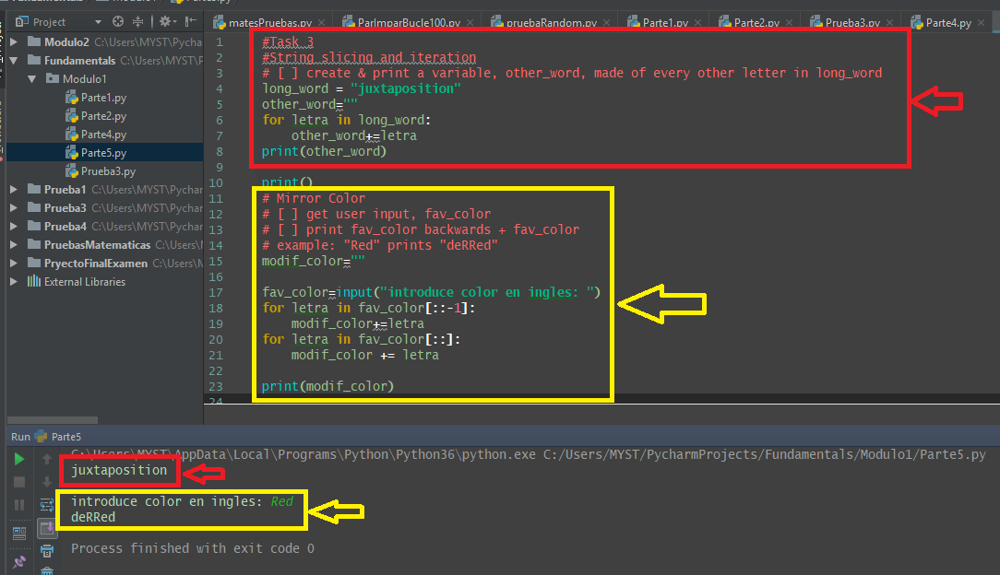 Fundamentals
Modulo1
Project
matesPruebas.py
ParImparBucle100.py
pruebaRandom.py
Parte1.py
Parte2.py
Prueba3.py
Parte4.py
Modulo2 C:\Users\MYST\Pycha
Fundamentals C:\Users\MYST\P
Modulo1
Parte1.py
Parte2.py
Parte4.py
Parte5.py
Prueba3.py
Prueba1 C:\Users\MYST\Pychar
Prueba3 C:\Users\MYST\Pychar
Prueba4 C:\Users\MYST\Pychar
PruebasMatematicas C:\Users\
PryectoFinalExamen C:\Users\
External Libraries
1 #Task 3
2 #String slicing and iteration
3 # [ ] create & print a variable, other_word, made of every other letter in long_word
4 long_word = "juxtaposition"
5 other_word=""
6 for letra in long_word:
7 other_word+=letra
8 print(other_word)
9
10 print()
11 # Mirror Color
12 # [ ] get user input, fav_color
13 # [ ] print fav_color backwards + fav_color
14 # example: "Red" prints "deRRed"
15 modif_color=""
16
17 fav_color=input("introduce color en ingles: ")
18 for letra in fav_color[::-1]:
19 modif_color+=letra
20 for letra in fav_color[::]:
21 modif_color += letra
22
23 print(modif_color)
24
Run Parte5
C:\Users\MYST\AppData\Local\Programs\Python\Python36\python.exe C:/Users/MYST/PycharmProjects/Fundamentals/Modulo1/Parte5.py
juxtaposition
introduce color en ingles: Red
deRRed
Process finished with exit code 0